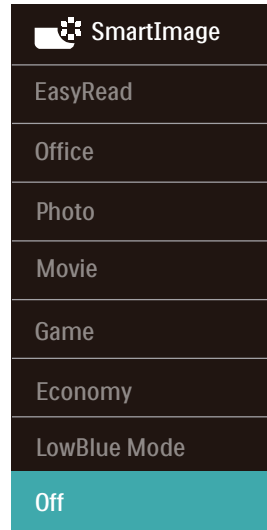 SmartImage
EasyRead
Office
Photo
Movie
Game
Economy
LowBlue Mode
Off